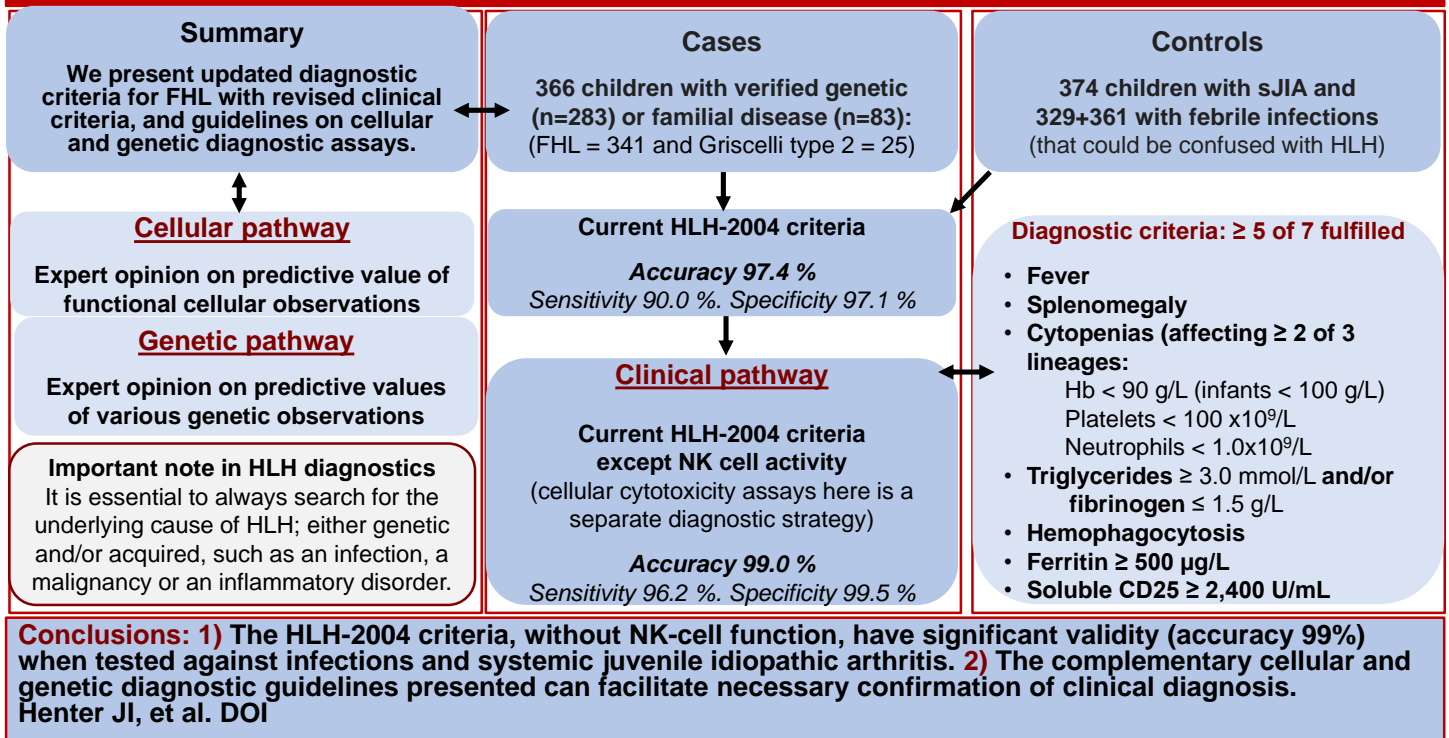 Summary
We present updated diagnostic
criteria for FHL with revised clinical
criteria, and guidelines on cellular
and genetic diagnostic assays.
Cases
366 children with verified genetic
(n=283) or familial disease (n=83):
(FHL = 341 and Griscelli type 2 = 25)
Controls
374 children with sJIA and
329+361 with febrile infections
(that could be confused with HLH)
Cellular pathway
Expert opinion on predictive value of
functional cellular observations
Genetic pathway
Expert opinion on predictive values
of various genetic observations
Important note in HLH diagnostics
It is essential to always search for the
underlying cause of HLH; either genetic
and/or acquired, such as an infection, a
malignancy or an inflammatory disorder.
Current HLH-2004 criteria
Accuracy 97.4 %
Sensitivity 90.0 %. Specificity 97.1 %
Clinical pathway
Current HLH-2004 criteria
except NK cell activity
(cellular cytotoxicity assays here is a
separate diagnostic strategy)
Accuracy 99.0 %
Sensitivity 96.2 %. Specificity 99.5 %
Diagnostic criteria: ≥ 5 of 7 fulfilled
• Fever
• Splenomegaly
• Cytopenias (affecting ≥ 2 of 3
lineages:
Hb < 90 g/L (infants < 100 g/L)
Platelets < 100 x10⁹/L
Neutrophils < 1.0x10⁹/L
• Triglycerides ≥ 3.0 mmol/L and/or
fibrinogen ≤ 1.5 g/L
• Hemophagocytosis
• Ferritin ≥ 500 µg/L
• Soluble CD25 ≥ 2,400 U/mL
Conclusions: 1) The HLH-2004 criteria, without NK-cell function, have significant validity (accuracy 99%)
when tested against infections and systemic juvenile idiopathic arthritis. 2) The complementary cellular and
genetic diagnostic guidelines presented can facilitate necessary confirmation of clinical diagnosis.
Henter JI, et al. DOI